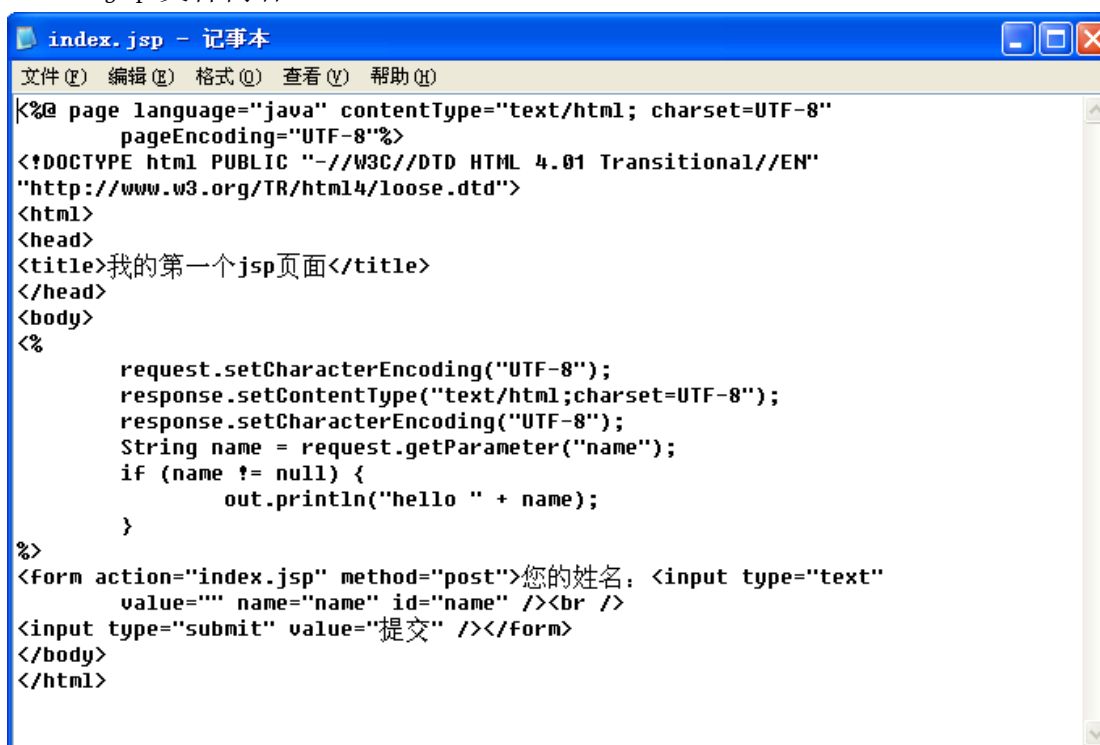 index.jsp - 记事本
文件(F) 编辑(E) 格式(O) 查看(V) 帮助(H)
<%@ page language="java" contentType="text/html; charset=UTF-8"
pageEncoding="UTF-8"%>
<!DOCTYPE html PUBLIC "-//W3C//DTD HTML 4.01 Transitional//EN"
"http://www.w3.org/TR/html4/loose.dtd">
<html>
<head>
<title>我的第一个jsp页面</title>
</head>
<body>
<%
request.setCharacterEncoding("UTF-8");
response.setContentType("text/html;charset=UTF-8");
response.setCharacterEncoding("UTF-8");
String name = request.getParameter("name");
if (name != null) {
out.println("hello " + name);
}
%>
<form action="index.jsp" method="post">您的姓名：<input type="text"
value="" name="name" id="name" /><br />
<input type="submit" value="提交" /></form>
</body>
</html>